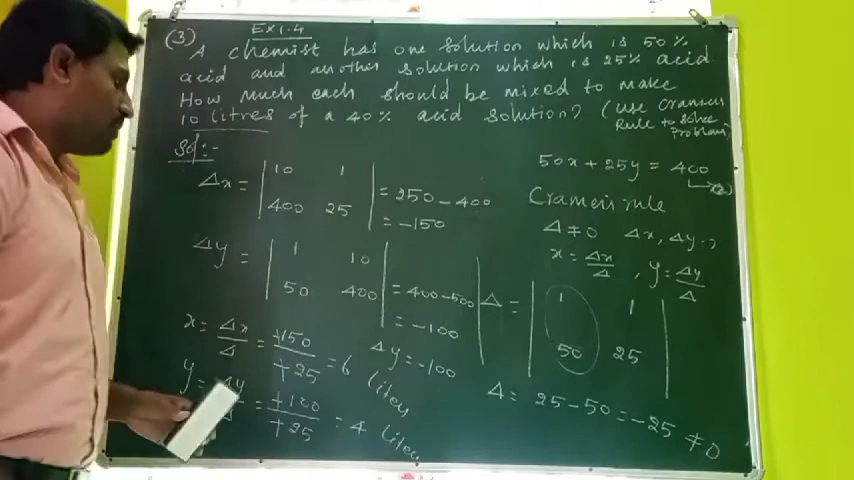 Ex 1.4
(3) A chemist has one solution which is 50%
acid and another solution which is 25% acid
How much each should be mixed to make
10 litres of a 40% acid solution? (use Cramers
Rule to solve
Problem)
Sol:-
Δx = | 10 1 | = 250 - 400
| 400 25 | = -150
Δy = | 1 10 |
| 50 400 | = 400 - 500
= -100
x = Δx/Δ = -150/-25 = 6 liters
Δy = -100
y = Δy/Δ = -100/-25 = 4 liter
50x + 25y = 400
→ (2)
Cramer's rule
Δ ≠ 0 Δx, Δy =>
x = Δx/Δ , y = Δy/Δ
Δ = | 1 1 |
| 50 25 |
Δ = 25 - 50 = -25 ≠ 0